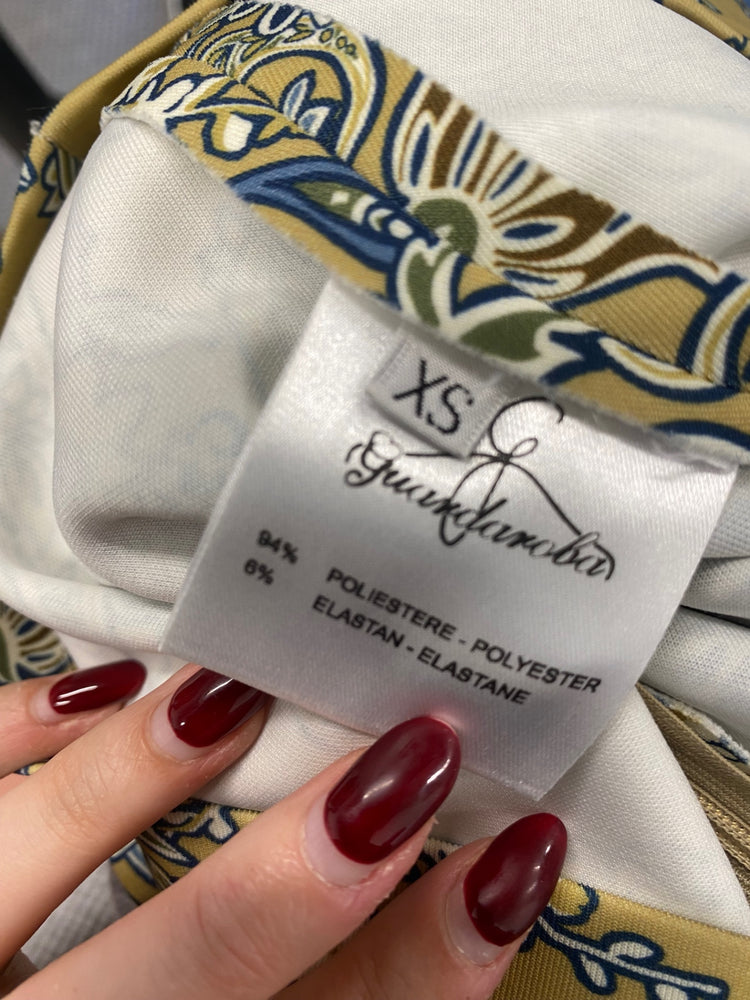 XS
Guardaroba
94% POLIESTERE - POLYESTER
6% ELASTAN - ELASTANE